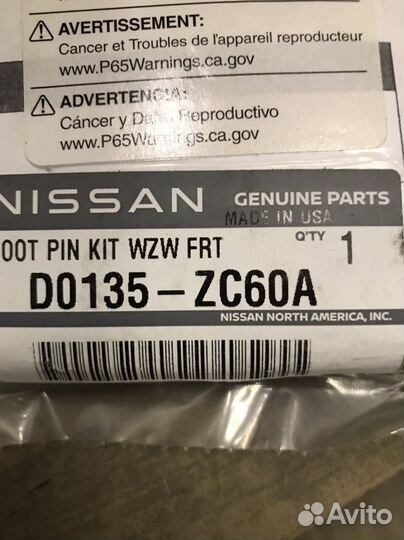 AVERTISSEMENT:
Cancer et Troubles de l'appareil reproducteur
www.P65Warnings.ca.gov
ADVERTENCIA:
Cáncer y Daño Reproductivo
www.P65Warnings.ca.gov
NISSAN GENUINE PARTS
MADE IN USA
OOT PIN KIT WZW FRT Q'TY 1
D0135-ZC60A
NISSAN NORTH AMERICA, INC.
Avito